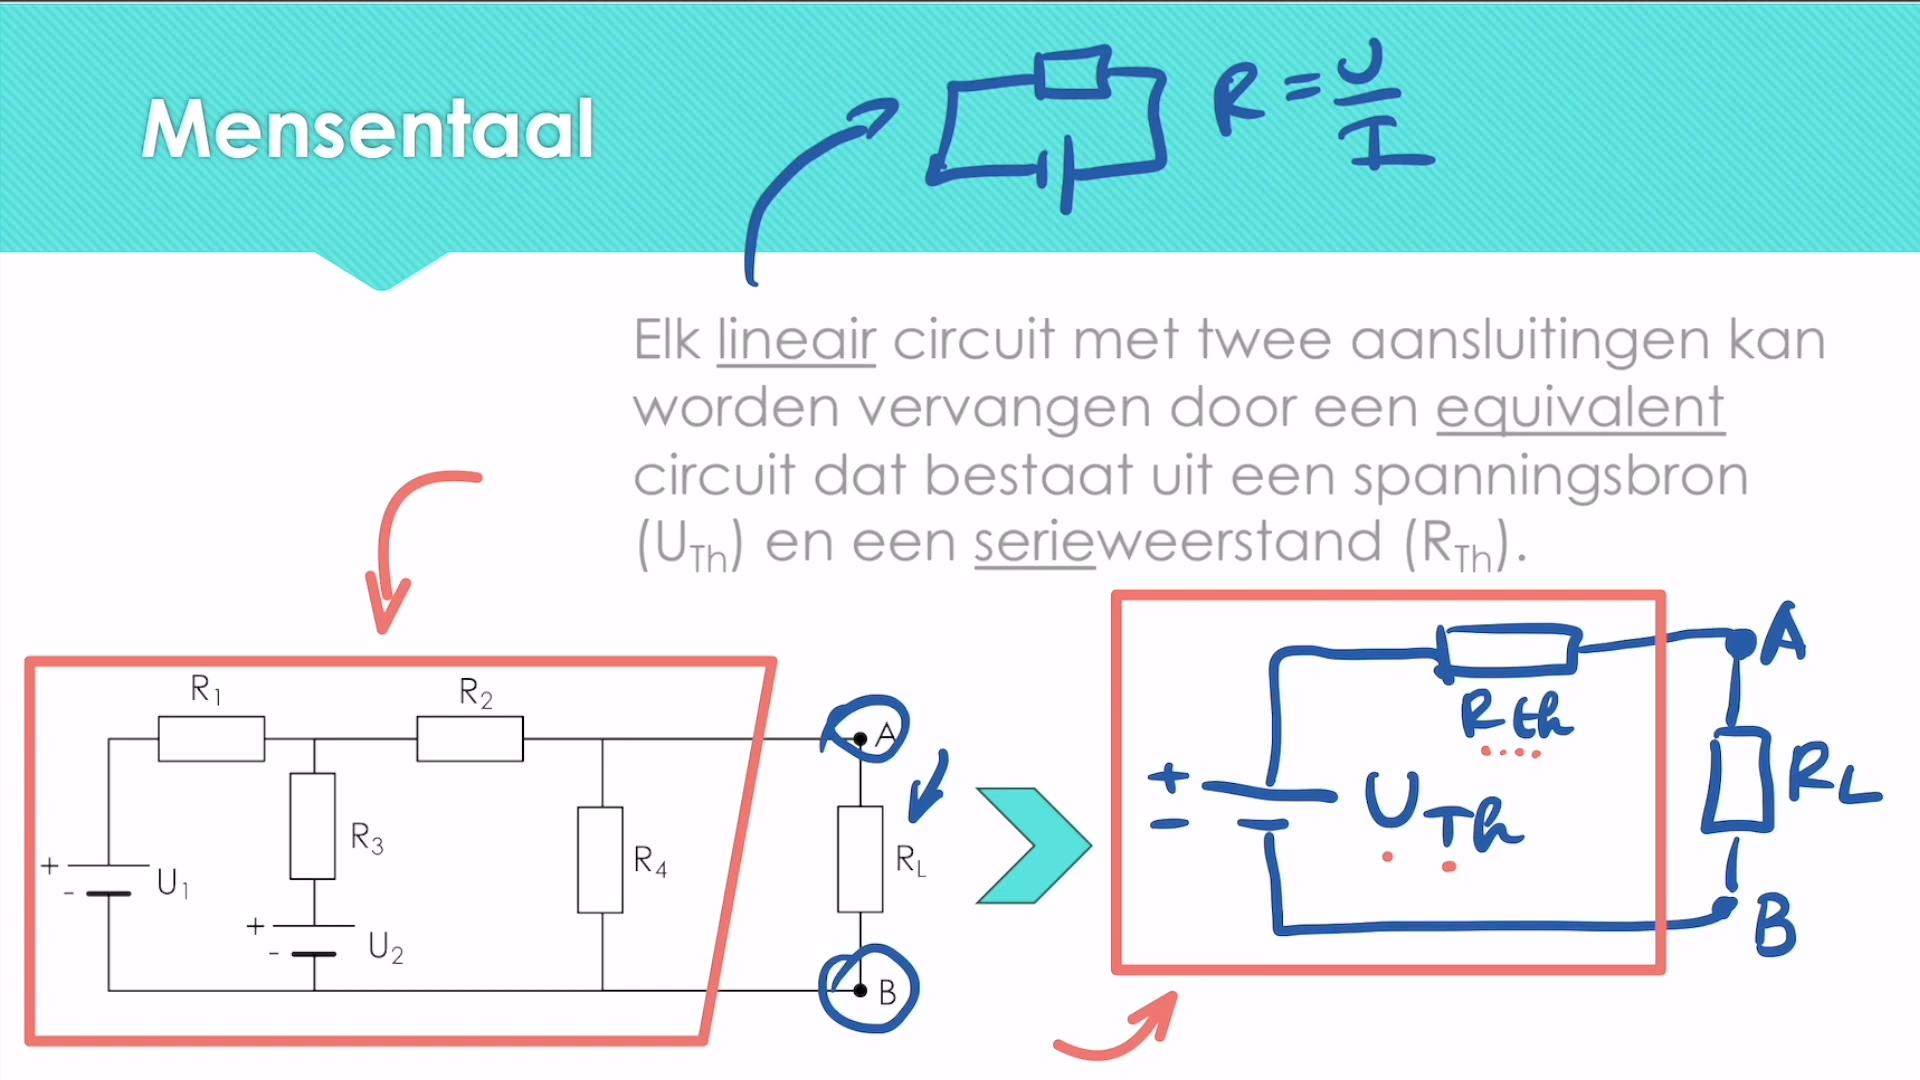 Mensentaal
R = U
I
Elk lineair circuit met twee aansluitingen kan
worden vervangen door een equivalent
circuit dat bestaat uit een spanningsbron
(UTh) en een serieweerstand (RTh).
R1
R2
A
R3
R4
RL
+
-
U1
+
-
U2
B
A
Rth
+
-
UTh
RL
B